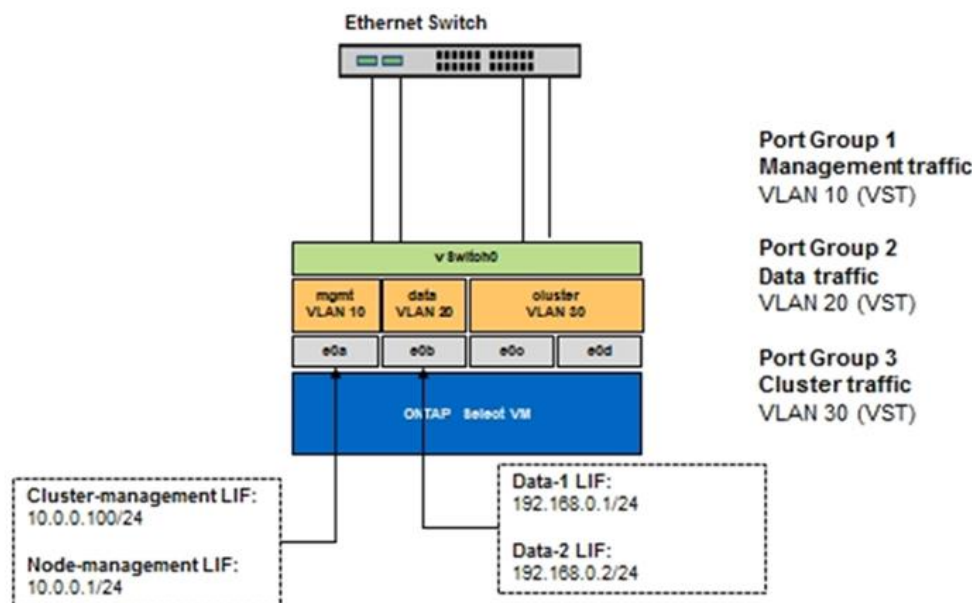 Ethernet Switch
Port Group 1
Management traffic
VLAN 10 (VST)
Port Group 2
Data traffic
VLAN 20 (VST)
Port Group 3
Cluster traffic
VLAN 30 (VST)
vSwitch0
mgmt
VLAN 10
data
VLAN 20
cluster
VLAN 30
e0a
e0b
e0c
e0d
ONTAP Select VM
Cluster-management LIF:
10.0.0.100/24
Node-management LIF:
10.0.0.1/24
Data-1 LIF:
192.168.0.1/24
Data-2 LIF:
192.168.0.2/24